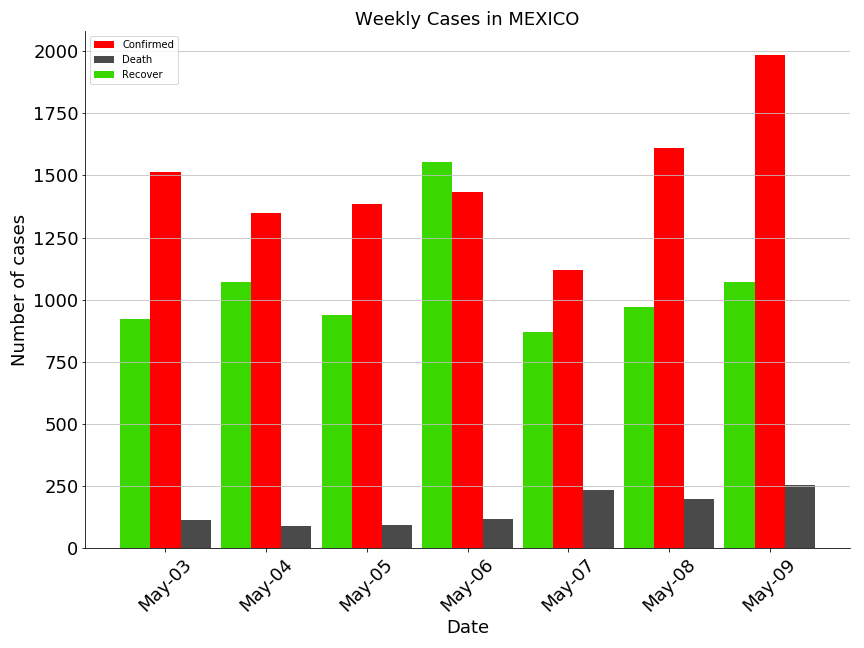 Weekly Cases in MEXICO
Confirmed
Death
Recover
Number of cases
2000
1750
1500
1250
1000
750
500
250
0
May-03
May-04
May-05
May-06
May-07
May-08
May-09
Date